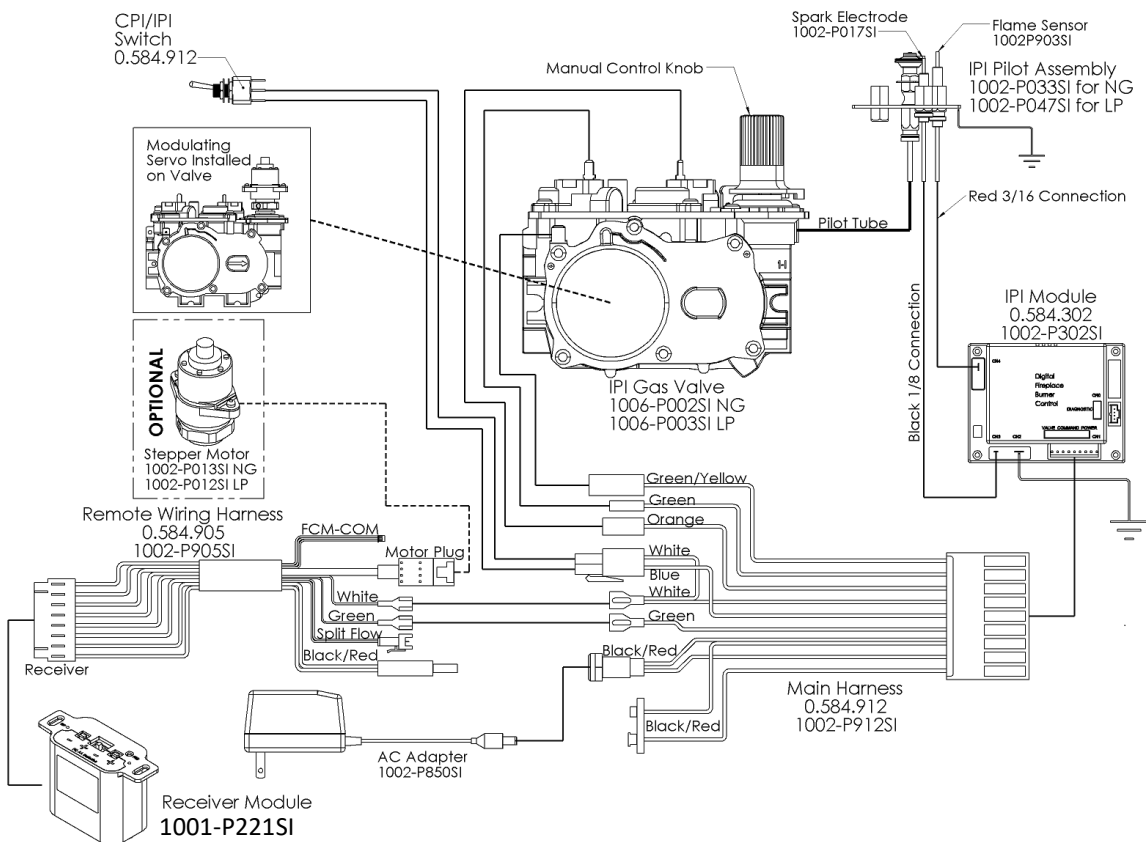 CPI/IPI
Switch
0.584.912
Spark Electrode
1002-P017SI
Flame Sensor
1002P903SI
IPI Pilot Assembly
1002-P033SI for NG
1002-P047SI for LP
Manual Control Knob
Modulating
Servo Installed
on Valve
Pilot Tube
Red 3/16 Connection
Black 1/8 Connection
IPI Module
0.584.302
1002-P302SI
Digital
Fireplace
Burner
Control
DIAGNOSTIC
VALVE COMMAND POWER
IPI Gas Valve
1006-P002SI NG
1006-P003SI LP
OPTIONAL
Stepper Motor
1002-P013SI NG
1002-P012SI LP
Remote Wiring Harness
0.584.905
1002-P905SI
FCM-COM
Motor Plug
White
Green
Split Flow
Black/Red
Receiver
Green/Yellow
Green
Orange
White
Blue
White
Green
Black/Red
Black/Red
Main Harness
0.584.912
1002-P912SI
AC Adapter
1002-P850SI
Receiver Module
1001-P221SI